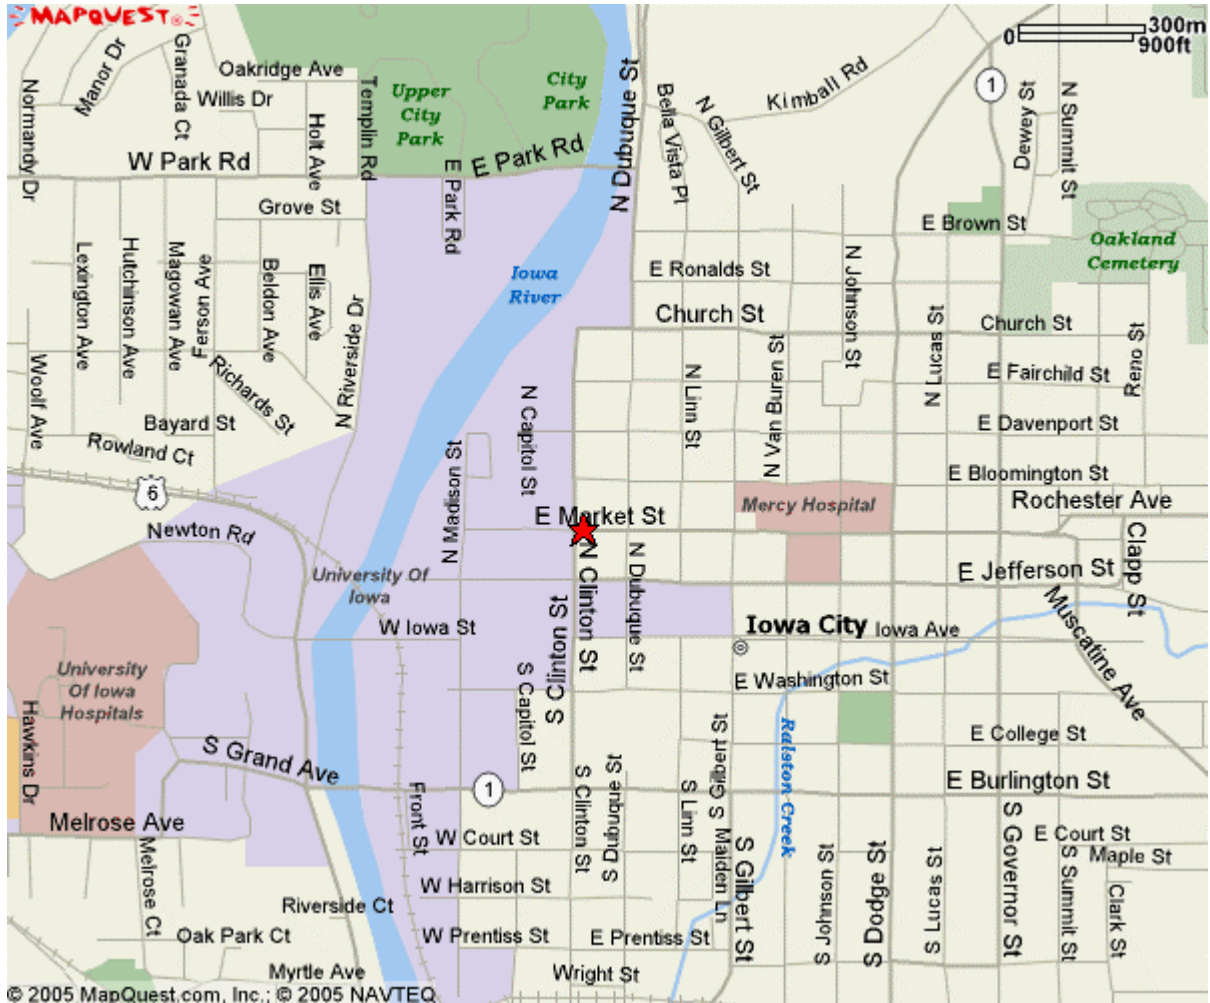 MAPQUEST®
300m
0
900ft
Manor Dr
Granada Ct
Oakridge Ave
Willis Dr
Normandy Dr
Holt Ave
Templin Rd
Upper
City
Park
City
Park
N Dubuque St
Bella Vista Pl
N Gilbert St
Kimball Rd
1
Dewey St
N Summit St
W Park Rd
E Park Rd
E Park Rd
Grove St
E Brown St
Oakland
Cemetery
Lexington Ave
Hutchinson Ave
Magowan Ave
Ferson Ave
Beldon Ave
Ellis Ave
N Riverside Dr
Iowa
River
E Ronalds St
N Johnson St
Church St
Church St
N Lucas St
Reno St
Woolf Ave
Richards St
N Capitol St
N Linn St
N Van Buren St
E Fairchild St
Bayard St
Rowland Ct
N Madison St
E Davenport St
E Bloomington St
6
Mercy Hospital
Rochester Ave
E Market St
Newton Rd
N Clinton St
N Dubuque St
Clapp St
University Of
Iowa
E Jefferson St
Muscatine Ave
W Iowa St
S Clinton St
Iowa City
Iowa Ave
University
Of Iowa
Hospitals
S Capitol St
E Washington St
Hawkins Dr
S Grand Ave
S Gilbert St
Ralston Creek
E College St
1
E Burlington St
Front St
S Clinton St
S Dubuque St
S Linn St
Maiden Ln
Melrose Ave
W Court St
S Gilbert St
S Johnson St
S Dodge St
S Lucas St
S Governor St
E Court St
Maple St
S Summit St
Clark St
Melrose Ct
W Harrison St
Riverside Ct
Oak Park Ct
W Prentiss St
E Prentiss St
Myrtle Ave
Wright St
© 2005 MapQuest.com, Inc.; © 2005 NAVTEQ